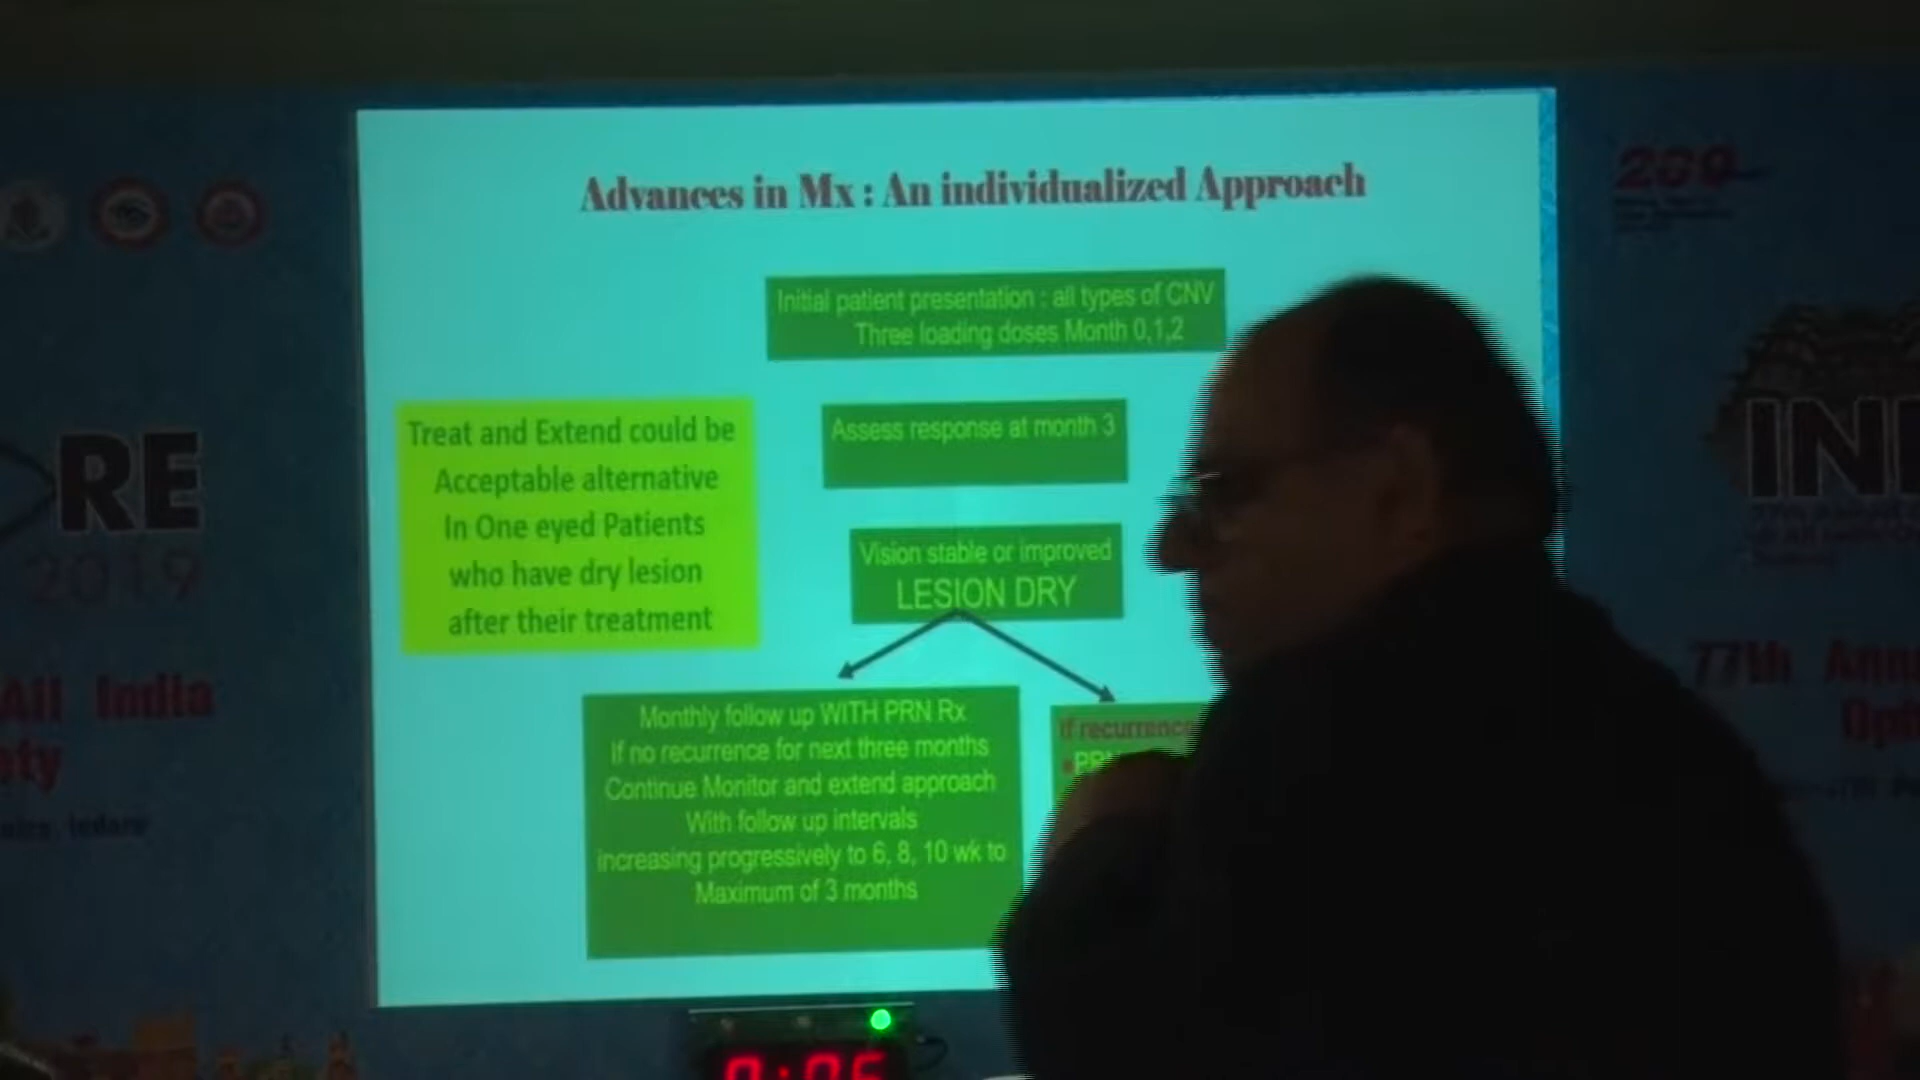 Advances in Mx : An individualized Approach
Initial patient presentation : all types of CNV
Three loading doses Month 0,1,2
Assess response at month 3
Treat and Extend could be
Acceptable alternative
In One eyed Patients
who have dry lesion
after their treatment
Vision stable or improved
LESION DRY
Monthly follow up WITH PRN Rx
If no recurrence for next three months
Continue Monitor and extend approach
With follow up intervals
increasing progressively to 6, 8, 10 wk to
Maximum of 3 months
If recurrence
RE
2019
All India
IN
77th